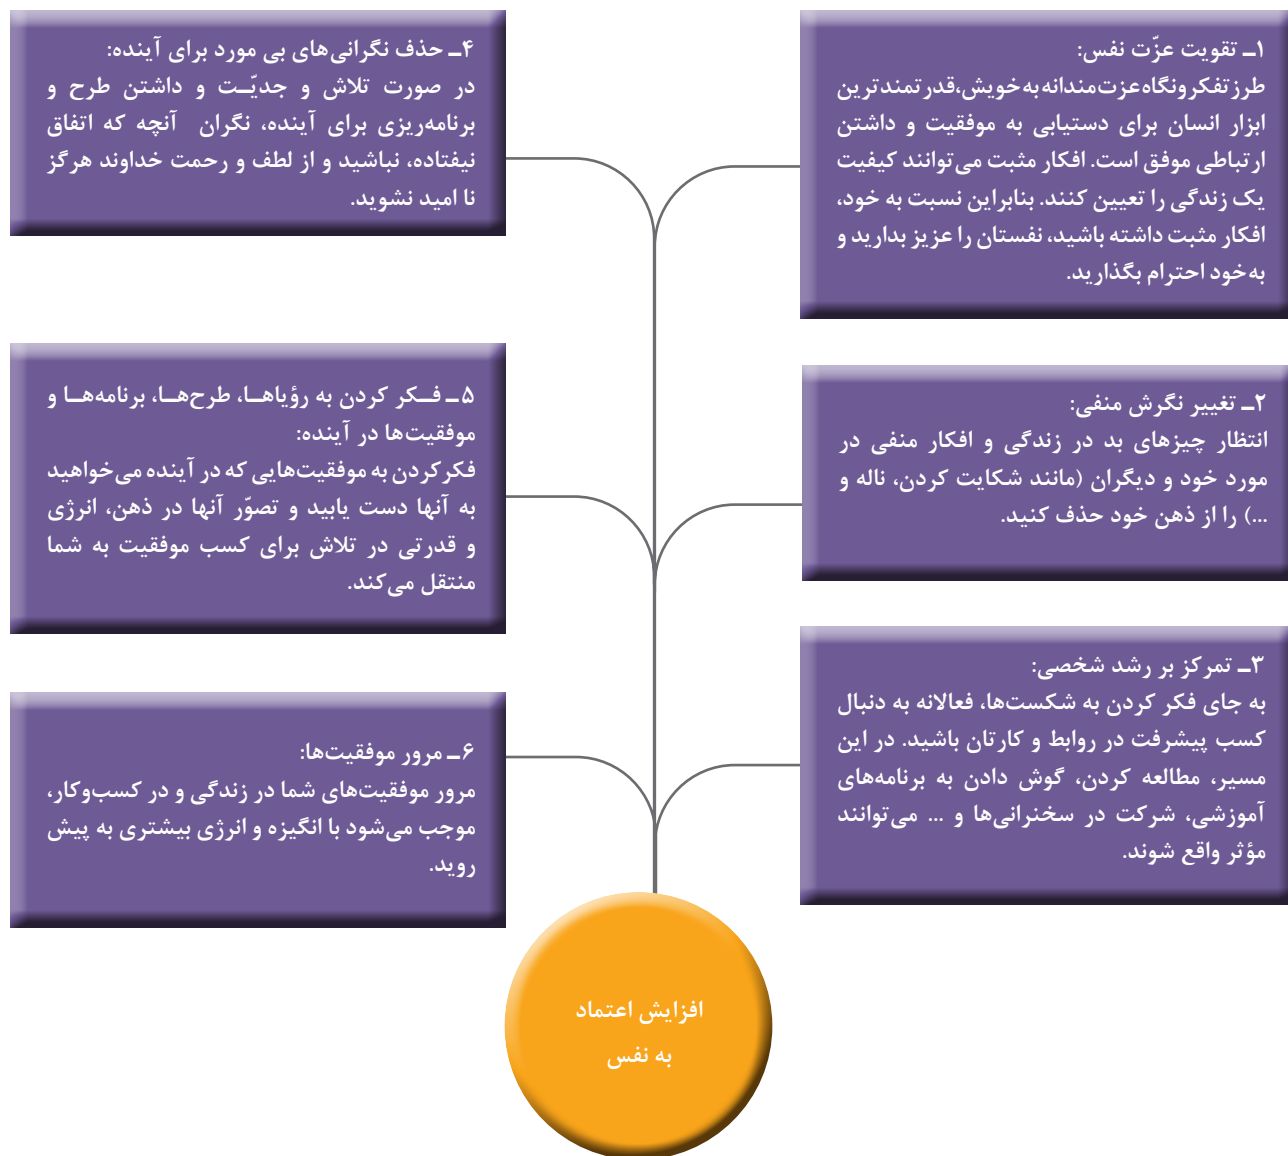 ۱ـ تقویت عزّت نفس:
طرز تفکر و نگاه عزت‌مندانه به خویش، قدرتمندترین
ابزار انسان برای دستیابی به موفقیت و داشتن
ارتباطی موفق است. افکار مثبت می‌توانند کیفیت
یک زندگی را تعیین کنند. بنابراین نسبت به خود،
افکار مثبت داشته باشید، نفستان را عزیز بدارید و
به خود احترام بگذارید.
۲ـ تغییر نگرش منفی:
انتظار چیزهای بد در زندگی و افکار منفی در
مورد خود و دیگران (مانند شکایت کردن، ناله و
...) را از ذهن خود حذف کنید.
۳ـ تمرکز بر رشد شخصی:
به جای فکر کردن به شکست‌ها، فعالانه به دنبال
کسب پیشرفت در روابط و کارتان باشید. در این
مسیر، مطالعه کردن، گوش دادن به برنامه‌های
آموزشی، شرکت در سخنرانی‌ها و ... می‌توانند
مؤثر واقع شوند.
۴ـ حذف نگرانی‌های بی مورد برای آینده:
در صورت تلاش و جدیّت و داشتن طرح و
برنامه‌ریزی برای آینده، نگران آنچه که اتفاق
نیفتاده، نباشید و از لطف و رحمت خداوند هرگز
نا امید نشوید.
۵ـ فکر کردن به رؤیاها، طرح‌ها، برنامه‌ها و
موفقیت‌ها در آینده:
فکرکردن به موفقیت‌هایی که در آینده می‌خواهید
به آنها دست یابید و تصوّر آنها در ذهن، انرژی
و قدرتی در تلاش برای کسب موفقیت به شما
منتقل می‌کند.
۶ـ مرور موفقیت‌ها:
مرور موفقیت‌های شما در زندگی و در کسب‌وکار،
موجب می‌شود با انگیزه و انرژی بیشتری به پیش
روید.
افزایش اعتماد
به نفس